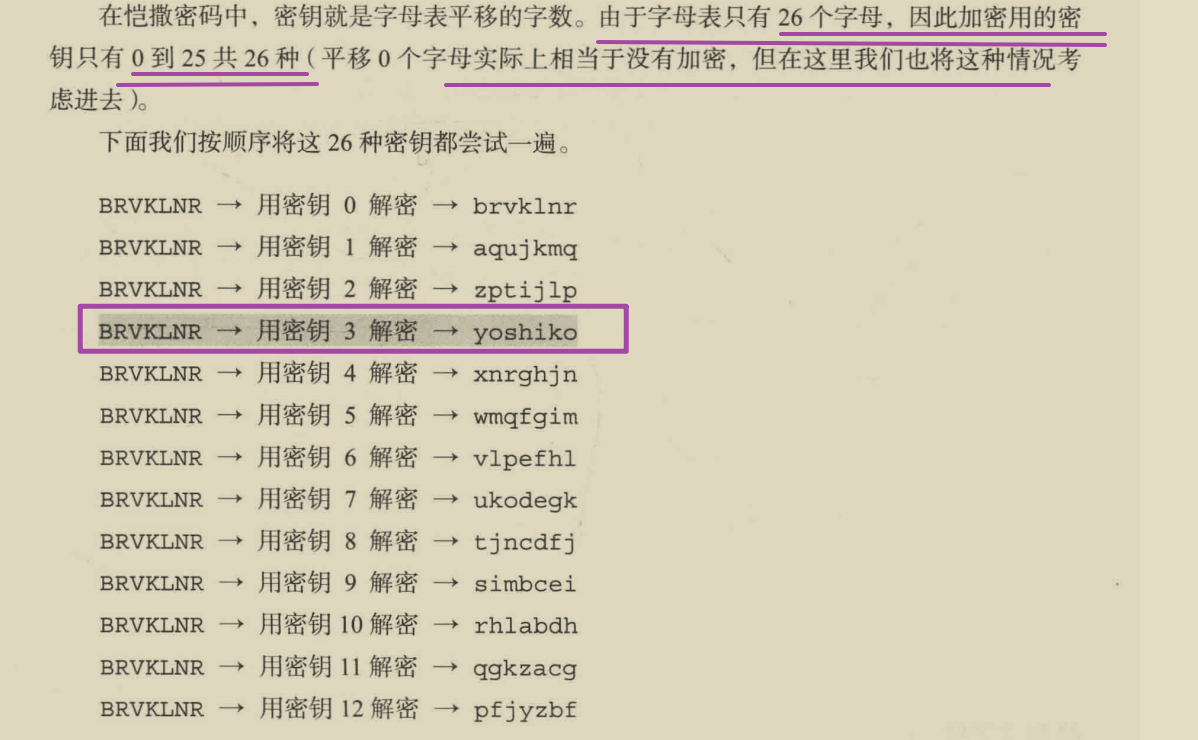 在恺撒密码中，密钥就是字母表平移的字数。由于字母表只有 26 个字母，因此加密用的密
钥只有 0 到 25 共 26 种（平移 0 个字母实际上相当于没有加密，但在这里我们也将这种情况考
虑进去）。
下面我们按顺序将这 26 种密钥都尝试一遍。
BRVKLNR → 用密钥 0 解密 → brvklnr
BRVKLNR → 用密钥 1 解密 → aqujkmq
BRVKLNR → 用密钥 2 解密 → zptijlp
BRVKLNR → 用密钥 3 解密 → yoshiko
BRVKLNR → 用密钥 4 解密 → xnrghjn
BRVKLNR → 用密钥 5 解密 → wmqfgim
BRVKLNR → 用密钥 6 解密 → vlpefhl
BRVKLNR → 用密钥 7 解密 → ukodegk
BRVKLNR → 用密钥 8 解密 → tjncdfj
BRVKLNR → 用密钥 9 解密 → simbcei
BRVKLNR → 用密钥 10 解密 → rhlabdh
BRVKLNR → 用密钥 11 解密 → qgkzacg
BRVKLNR → 用密钥 12 解密 → pfjyzbf